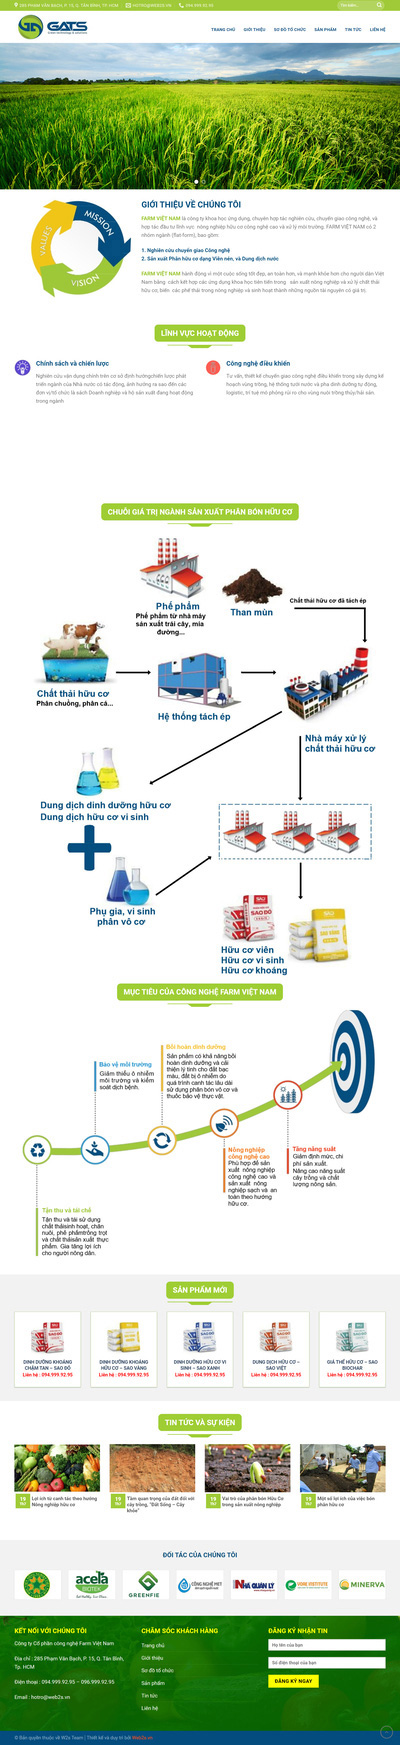 285 PHẠM VĂN BẠCH, P. 15, Q. TÂN BÌNH, TP. HCM
HOTRO@WEB2S.VN
094.999.92.95
Tìm kiếm...
GATS
TRANG CHỦ
GIỚI THIỆU
SƠ ĐỒ TỔ CHỨC
SẢN PHẨM
TIN TỨC
LIÊN HỆ
MISSION
VISION
VALUES
GIỚI THIỆU VỀ CHÚNG TÔI
FARM VIỆT NAM là công ty khoa học ứng dụng, chuyên hợp tác nghiên cứu, chuyển giao công nghệ, và
hợp tác đầu tư lĩnh vực nông nghiệp hữu cơ công nghệ cao và xử lý môi trường. FARM VIỆT NAM có 2
nhóm ngành (flat-form), bao gồm:
1. Nghiên cứu chuyển giao Công nghệ
2. Sản xuất Phân hữu cơ dạng Viên nén, và Dung dịch nước
FARM VIỆT NAM hành động vì một cuộc sống tốt đẹp, an toàn hơn, và mạnh khỏe hơn cho người dân Việt
Nam bằng cách kết hợp các ứng dụng khoa học tiên tiến trong sản xuất nông nghiệp và xử lý chất thải
hữu cơ, biến các phế thải trong nông nghiệp và sinh hoạt thành những nguồn tài nguyên có giá trị.
LĨNH VỰC HOẠT ĐỘNG
Chính sách và chiến lược
Nghiên cứu vận dụng chính trên cơ sở định hướng chiến lược phát
triển ngành của Nhà nước có tác động, ảnh hưởng ra sao đến các
đơn vị tổ chức là sách Doanh nghiệp và hộ sản xuất đang hoạt động
trong ngành
Công nghệ điều khiển
Tư vấn, thiết kế chuyển giao công nghệ điều khiển trong xây dựng kế
hoạch vùng trồng, hệ thống tưới nước và pha dinh dưỡng tự động,
logistic, trí tuệ mô phỏng rủi ro cho vùng nuôi trồng thủy/hải sản.
CHUỖI GIÁ TRỊ NGÀNH SẢN XUẤT PHÂN BÓN HỮU CƠ
Phế phẩm
Phế phẩm từ nhà máy
sản xuất trái cây, mía
đường...
Than mùn
Chất thải hữu cơ đã tách ép
Chất thải hữu cơ
Phân chuồng, phân cá...
Hệ thống tách ép
Nhà máy xử lý
chất thải hữu cơ
Dung dịch dinh dưỡng hữu cơ
Dung dịch hữu cơ vi sinh
Phụ gia, vi sinh
phân vô cơ
SAO ĐỎ
Hữu cơ viên
Hữu cơ vi sinh
Hữu cơ khoáng
MỤC TIÊU CỦA CÔNG NGHỆ FARM VIỆT NAM
Bồi hoàn dinh dưỡng
Sản phẩm có khả năng bồi
hoàn dinh dưỡng và cải
thiện lý tính cho đất bạc
màu, đất bị ô nhiễm do
quá trình canh tác lâu dài
sử dụng phân bón vô cơ và
thuốc bảo vệ thực vật.
Bảo vệ môi trường
Giảm thiểu ô nhiễm
môi trường và kiểm
soát dịch bệnh.
Nông nghiệp
công nghệ cao
Phù hợp để sản
xuất nông nghiệp
công nghệ cao và
sản xuất nông
nghiệp sạch và an
toàn theo hướng
hữu cơ.
Tăng năng suất
Giảm định mức, chi
phí sản xuất.
Nâng cao năng suất
cây trồng và chất
lượng nông sản.
Tận thu và tái chế
Tận thu và tái sử dụng
chất thải sinh hoạt, chăn
nuôi, phế phẩm trồng trọt
và chất thải sản xuất thực
phẩm. Gia tăng lợi ích
cho người nông dân.
SẢN PHẨM MỚI
DINH DƯỠNG KHOÁNG
CHẬM TAN – SAO ĐỎ
Liên hệ : 094.999.92.95
DINH DƯỠNG KHOÁNG
HỮU CƠ – SAO VÀNG
Liên hệ : 094.999.92.95
DINH DƯỠNG HỮU CƠ VI
SINH – SAO XANH
Liên hệ : 094.999.92.95
DUNG DỊCH HỮU CƠ –
SAO VIỆT
Liên hệ : 094.999.92.95
GIÁ THỂ HỮU CƠ – SAO
BIOCHAR
Liên hệ : 094.999.92.95
TIN TỨC VÀ SỰ KIỆN
19
Lợi ích từ canh tác theo hướng
Nông nghiệp hữu cơ
19
Tầm quan trọng của đất đối với
cây trồng, “Đất Sống – Cây
khỏe”
19
Vai trò của phân bón Hữu Cơ
trong sản xuất nông nghiệp
19
Một số lợi ích của việc bón
phân hữu cơ
ĐỐI TÁC CỦA CHÚNG TÔI
aceta
BIOTEK
GREENFIE
CÔNG NGHỆ MET
NHÀ QUẢN LÝ
VIJNC INSTITUTE
MINERVA
KẾT NỐI VỚI CHÚNG TÔI
Công ty Cổ phần công nghệ Farm Việt Nam
Địa chỉ : 285 Phạm Văn Bạch, P. 15, Q. Tân Bình,
Tp. HCM
Điện thoại : 094.999.92.95 – 096.999.92.95
Email : hotro@web2s.vn
CHĂM SÓC KHÁCH HÀNG
Trang chủ
Giới thiệu
Sơ đồ tổ chức
Sản phẩm
Tin tức
Liên hệ
ĐĂNG KÝ NHẬN TIN
Họ tên của bạn
Số điện thoại của bạn
ĐĂNG KÝ NGAY
© Bản quyền thuộc về W2s Team | Thiết kế và duy trì bởi Web2s.vn